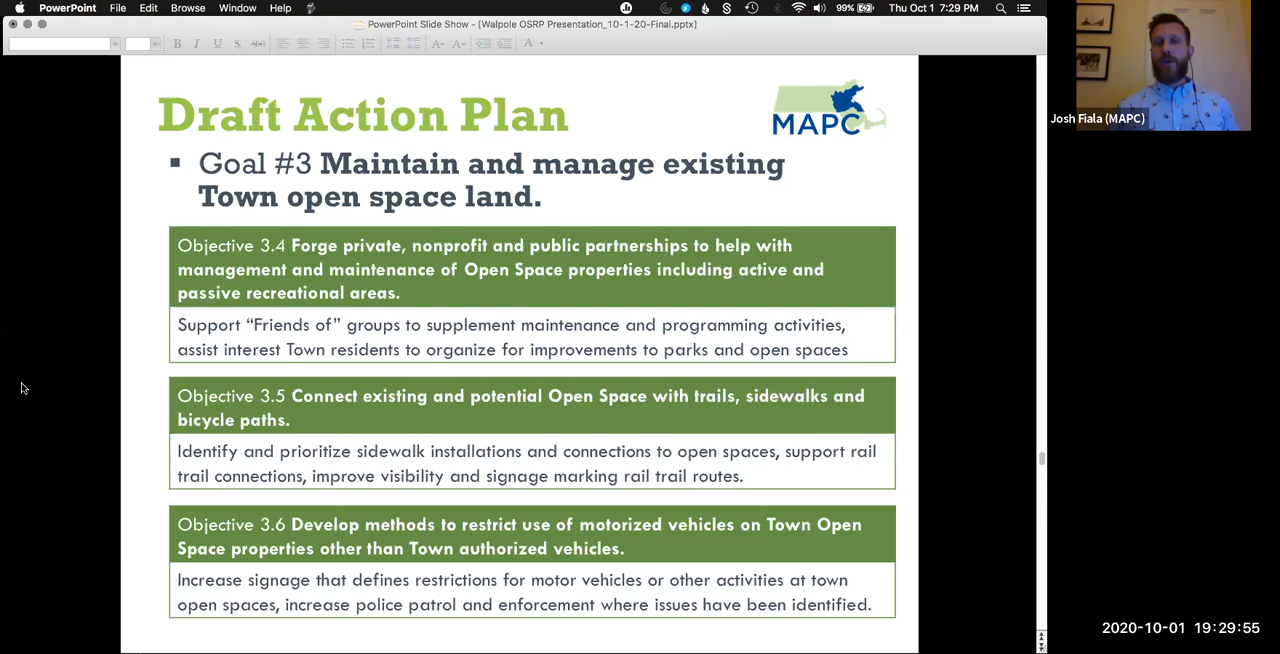 PowerPoint File Edit View Window Help 99% Thu Oct 1 7:29 PM
PowerPoint Slide Show - [Walpole OSRP Presentation_10-1-20-Final.pptx]
B I U S ABC A A A
Draft Action Plan
MAPC
Goal #3 Maintain and manage existing
Town open space land.
Objective 3.4 Forge private, nonprofit and public partnerships to help with
management and maintenance of Open Space properties including active and
passive recreational areas.
Support “Friends of” groups to supplement maintenance and programming activities,
assist interest Town residents to organize for improvements to parks and open spaces
Objective 3.5 Connect existing and potential Open Space with trails, sidewalks and
bicycle paths.
Identify and prioritize sidewalk installations and connections to open spaces, support rail
trail connections, improve visibility and signage marking rail trail routes.
Objective 3.6 Develop methods to restrict use of motorized vehicles on Town Open
Space properties other than Town authorized vehicles.
Increase signage that defines restrictions for motor vehicles or other activities at town
open spaces, increase police patrol and enforcement where issues have been identified.
Josh Fiala (MAPC)
2020-10-01 19:29:55